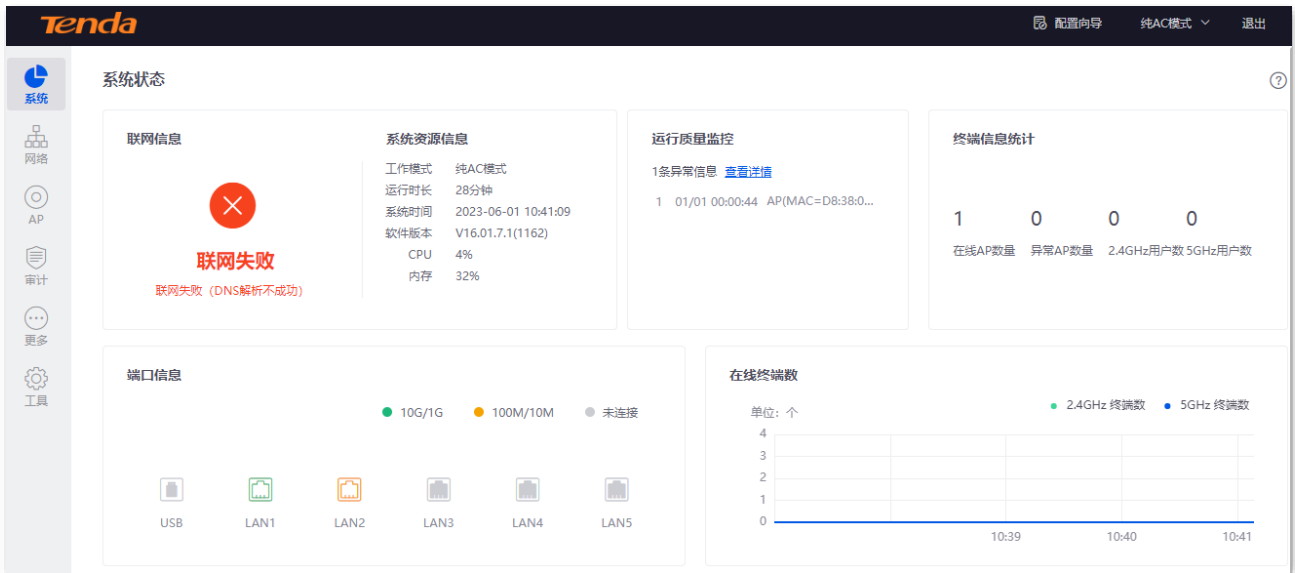 Tenda
配置向导 纯AC模式 退出
系统
网络
AP
审计
更多
工具
系统状态
联网信息
联网失败
联网失败（DNS解析不成功）
系统资源信息
工作模式 纯AC模式
运行时长 28分钟
系统时间 2023-06-01 10:41:09
软件版本 V16.01.7.1(1162)
CPU 4%
内存 32%
运行质量监控
1条异常信息 查看详情
1 01/01 00:00:44 AP(MAC=D8:38:0...
终端信息统计
1 0 0 0
在线AP数量 异常AP数量 2.4GHz用户数 5GHz用户数
端口信息
10G/1G 100M/10M 未连接
USB LAN1 LAN2 LAN3 LAN4 LAN5
在线终端数
单位：个
2.4GHz 终端数 5GHz 终端数
4
3
2
1
0
10:39 10:40 10:41